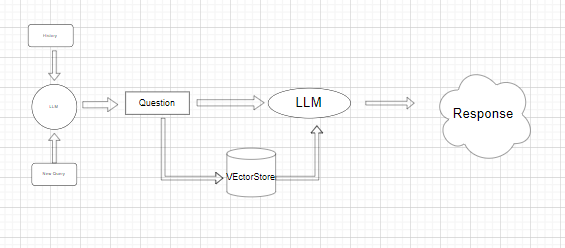 History
LLM
New Query
Question
VEctorStore
LLM
Response